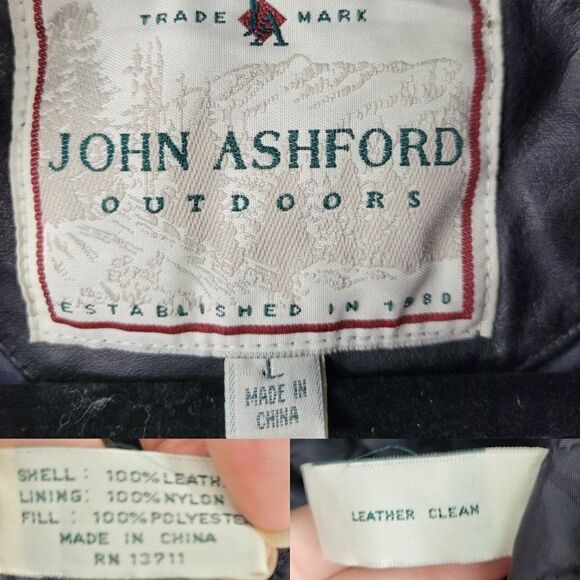 TRADE JA MARK
JOHN ASHFORD
OUTDOORS
ESTABLISHED IN 1980
L
MADE IN
CHINA
SHELL: 100% LEATH
LINING: 100% NYLON
FILL: 100% POLYESTE
MADE IN CHINA
RN 13711
LEATHER CLEAN